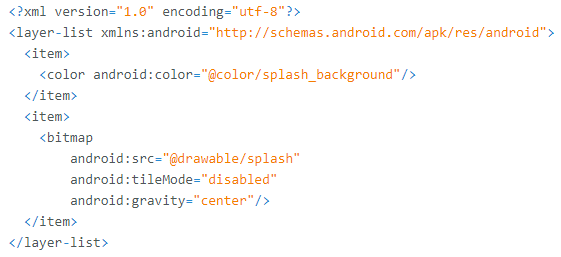 <?xml version="1.0" encoding="utf-8"?>
<layer-list xmlns:android="http://schemas.android.com/apk/res/android">
  <item>
    <color android:color="@color/splash_background"/>
  </item>
  <item>
    <bitmap
        android:src="@drawable/splash"
        android:tileMode="disabled"
        android:gravity="center"/>
  </item>
</layer-list>